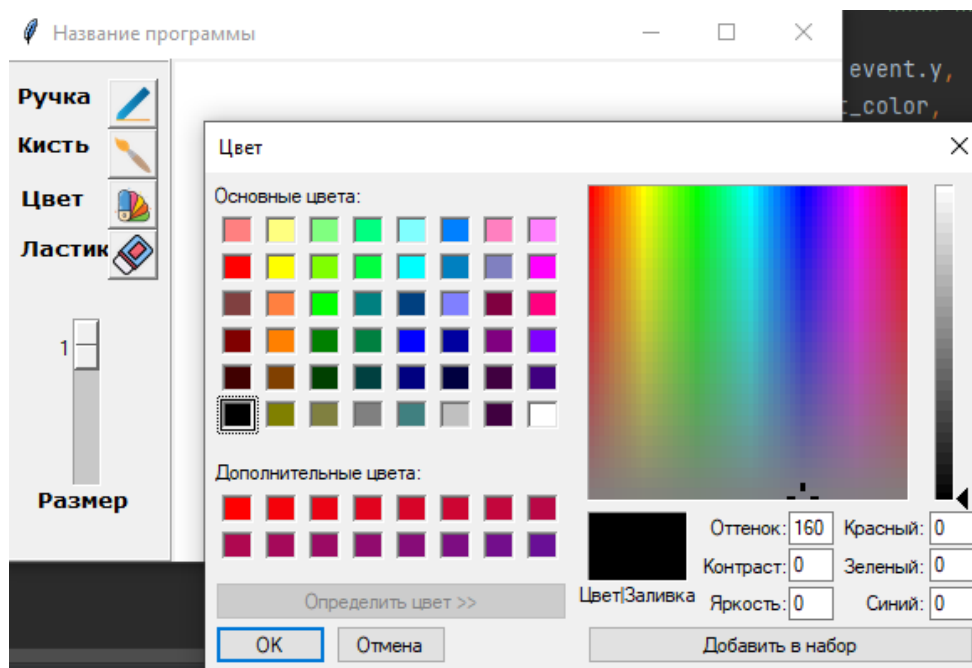 Название программы
event.y,
t_color,
Ручка
Кисть
Цвет
Ластик
1
Размер
Цвет
Основные цвета:
Дополнительные цвета:
Определить цвет >>
OK
Отмена
Цвет|Заливка
Оттенок: 160
Красный: 0
Контраст: 0
Зеленый: 0
Яркость: 0
Синий: 0
Добавить в набор